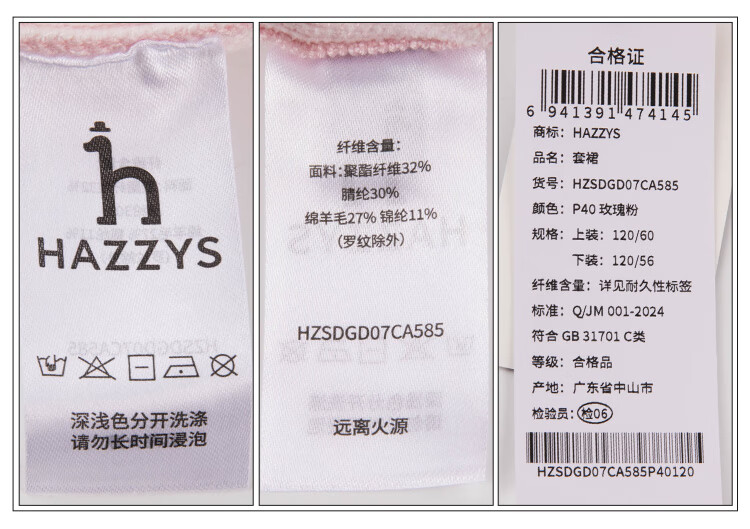 HAZZYS
深浅色分开洗涤
请勿长时间浸泡
纤维含量：
面料：聚酯纤维32%
腈纶30%
绵羊毛27% 锦纶11%
（罗纹除外）
HZSDGD07CA585
远离火源
合格证
6 941391 474145
商标：HAZZYS
品名：套裙
货号：HZSDGD07CA585
颜色：P40 玫瑰粉
规格：上装：120/60
下装：120/56
纤维含量：详见耐久性标签
标准：Q/JM 001-2024
符合 GB 31701 C类
等级：合格品
产地：广东省中山市
检验员：检06
HZSDGD07CA585P40120